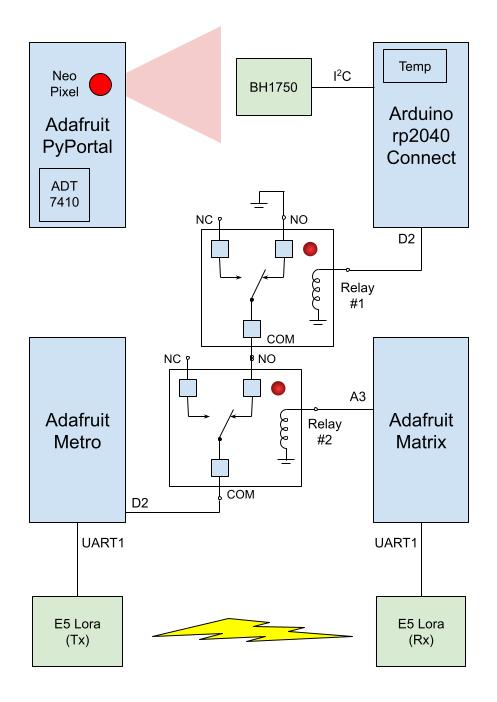 Neo
Pixel
Adafruit
PyPortal
ADT
7410
BH1750
I²C
Temp
Arduino
rp2040
Connect
D2
NC
NO
Relay
#1
COM
NC
NO
Relay
#2
A3
COM
Adafruit
Metro
Adafruit
Matrix
D2
UART1
UART1
E5 Lora
(Tx)
E5 Lora
(Rx)